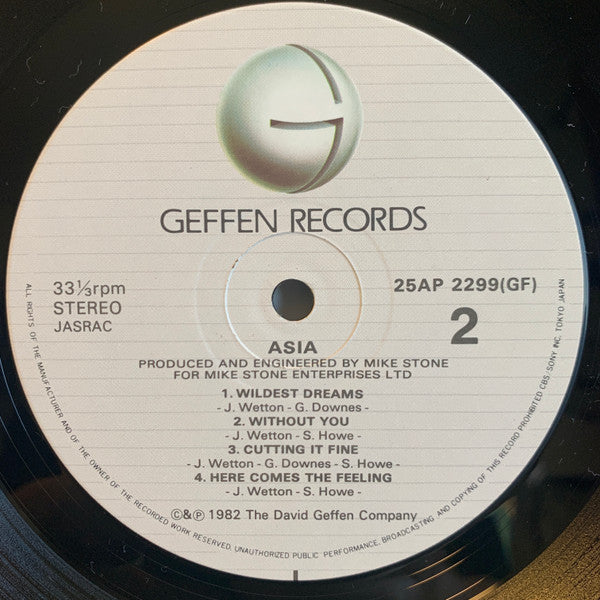 GEFFEN RECORDS
33⅓rpm
STEREO
JASRAC
25AP 2299(GF)
2
ASIA
PRODUCED AND ENGINEERED BY MIKE STONE
FOR MIKE STONE ENTERPRISES LTD
1. WILDEST DREAMS
- J. Wetton - G. Downes -
2. WITHOUT YOU
- J. Wetton - S. Howe -
3. CUTTING IT FINE
- J. Wetton - G. Downes - S. Howe -
4. HERE COMES THE FEELING
- J. Wetton - S. Howe -
©&℗ 1982 The David Geffen Company
ALL RIGHTS OF THE MANUFACTURER AND OF THE OWNER OF THE RECORDED WORK RESERVED. UNAUTHORIZED PUBLIC PERFORMANCE, BROADCASTING AND COPYING OF THIS RECORD PROHIBITED CBS/SONY INC. TOKYO JAPAN